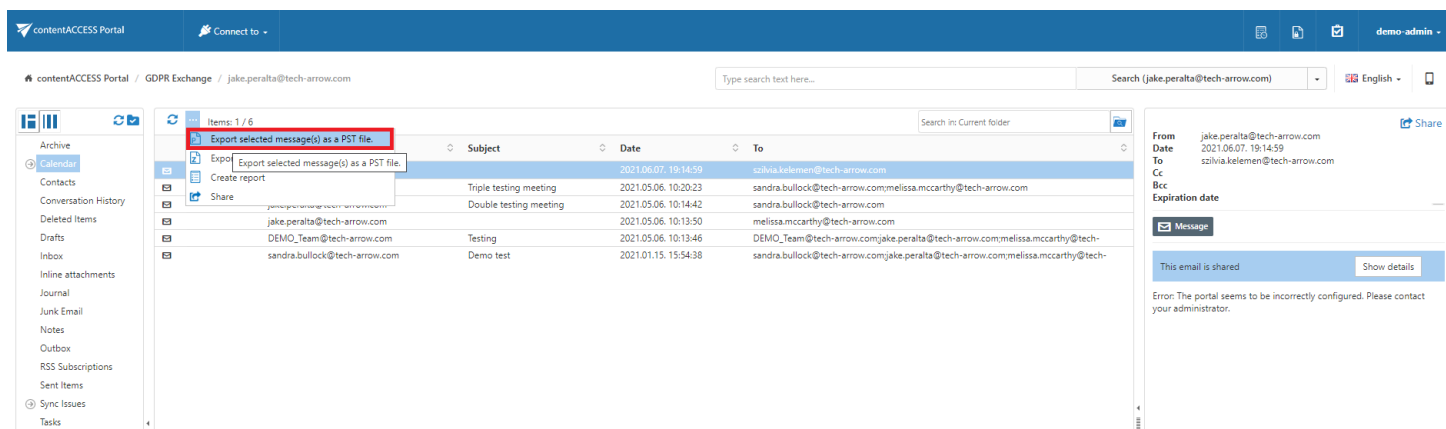 contentACCESS Portal
Connect to
demo-admin
contentACCESS Portal / GDPR Exchange / jake.peralta@tech-arrow.com
Type search text here...
Search (jake.peralta@tech-arrow.com)
English
Archive
Calendar
Contacts
Conversation History
Deleted Items
Drafts
Inbox
Inline attachments
Journal
Junk Email
Notes
Outbox
RSS Subscriptions
Sent Items
Sync Issues
Tasks
Items: 1 / 6
Search in: Current folder
Export selected message(s) as a PST file.
Export selected message(s) as a PST file.
Create report
Share
Subject Date To
2021.06.07. 19:14:59 szilvia.kelemen@tech-arrow.com
Triple testing meeting 2021.05.06. 10:20:23 sandra.bullock@tech-arrow.com;melissa.mccarthy@tech-arrow.com
Double testing meeting 2021.05.06. 10:14:42 sandra.bullock@tech-arrow.com
jake.peralta@tech-arrow.com 2021.05.06. 10:13:50 melissa.mccarthy@tech-arrow.com
DEMO_Team@tech-arrow.com Testing 2021.05.06. 10:13:46 DEMO_Team@tech-arrow.com;jake.peralta@tech-arrow.com;melissa.mccarthy@tech-
sandra.bullock@tech-arrow.com Demo test 2021.01.15. 15:54:38 sandra.bullock@tech-arrow.com;jake.peralta@tech-arrow.com;melissa.mccarthy@tech-
Share
From jake.peralta@tech-arrow.com
Date 2021.06.07. 19:14:59
To szilvia.kelemen@tech-arrow.com
Cc
Bcc
Expiration date
Message
This email is shared
Show details
Error: The portal seems to be incorrectly configured. Please contact
your administrator.